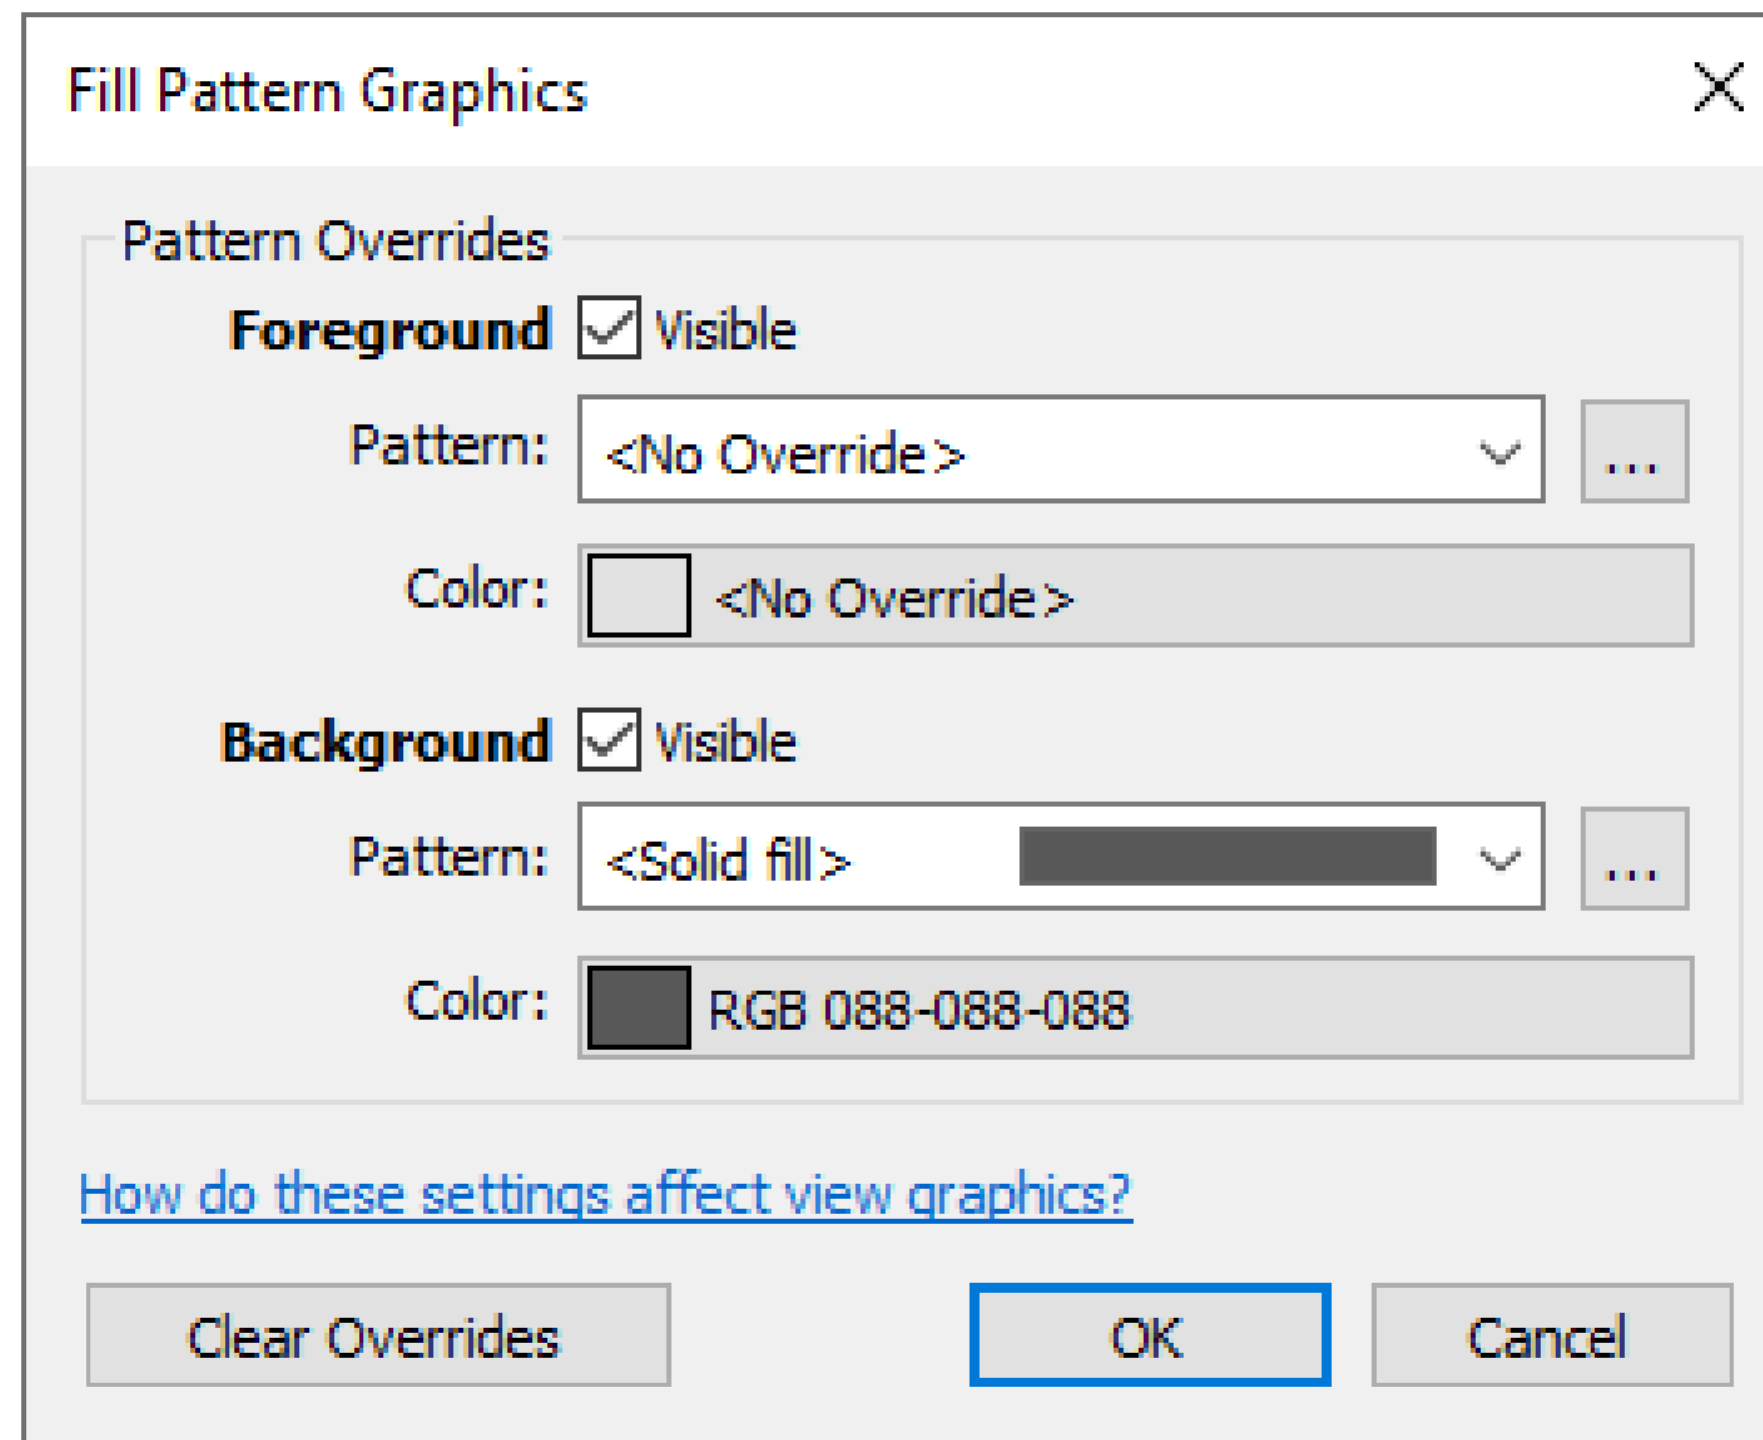 Fill Pattern Graphics
Pattern Overrides
Foreground Visible
Pattern: <No Override> ...
Color: <No Override>
Background Visible
Pattern: <Solid fill> ...
Color: RGB 088-088-088
How do these settings affect view graphics?
Clear Overrides OK Cancel